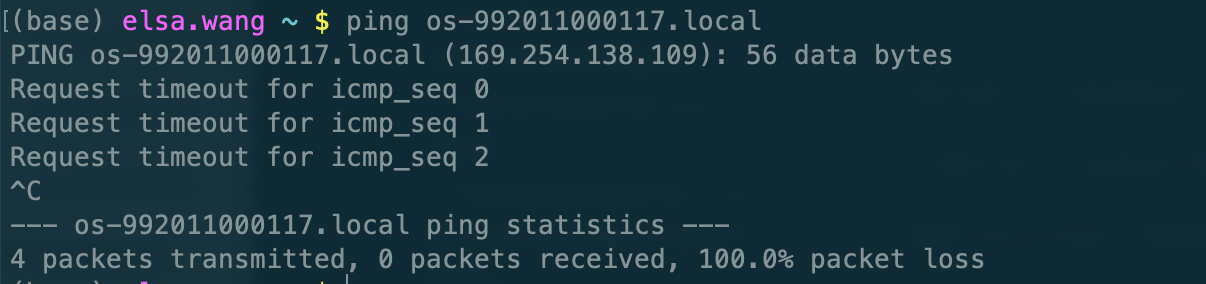 [(base) elsa.wang ~ $ ping os-992011000117.local
PING os-992011000117.local (169.254.138.109): 56 data bytes
Request timeout for icmp_seq 0
Request timeout for icmp_seq 1
Request timeout for icmp_seq 2
^C
--- os-992011000117.local ping statistics ---
4 packets transmitted, 0 packets received, 100.0% packet loss